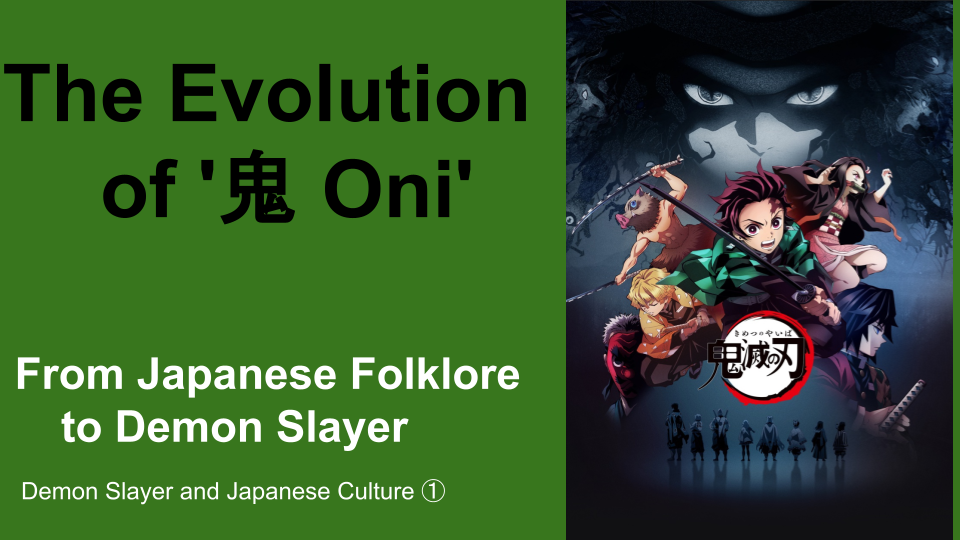 The Evolution
of '鬼 Oni'
From Japanese Folklore
to Demon Slayer
Demon Slayer and Japanese Culture ①
きめつのやいば
鬼滅の刃